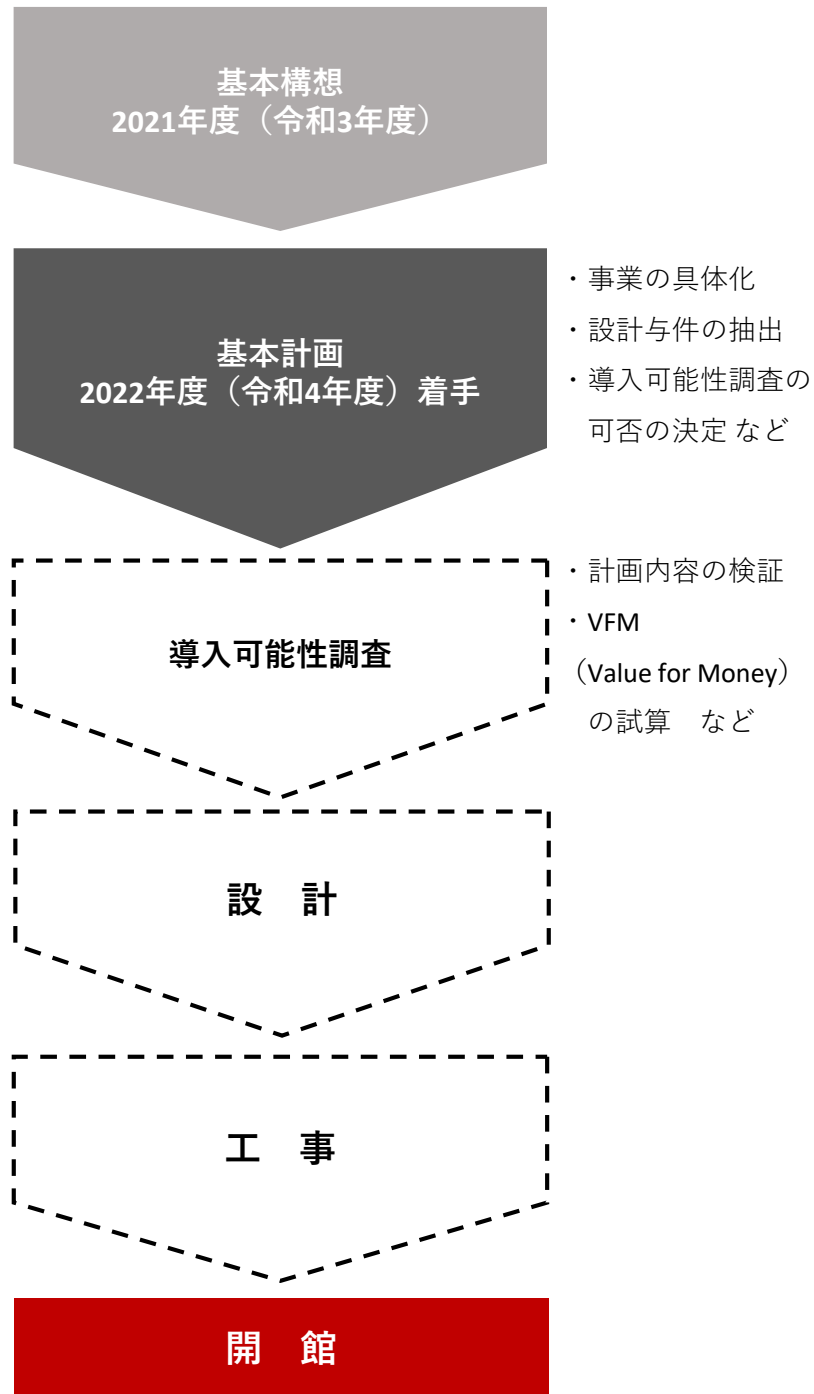 基本構想
2021年度（令和3年度）
基本計画
2022年度（令和4年度）着手
・事業の具体化
・設計与件の抽出
・導入可能性調査の
可否の決定 など
導入可能性調査
・計画内容の検証
・VFM
（Value for Money）
の試算　など
設　計
工　事
開　館